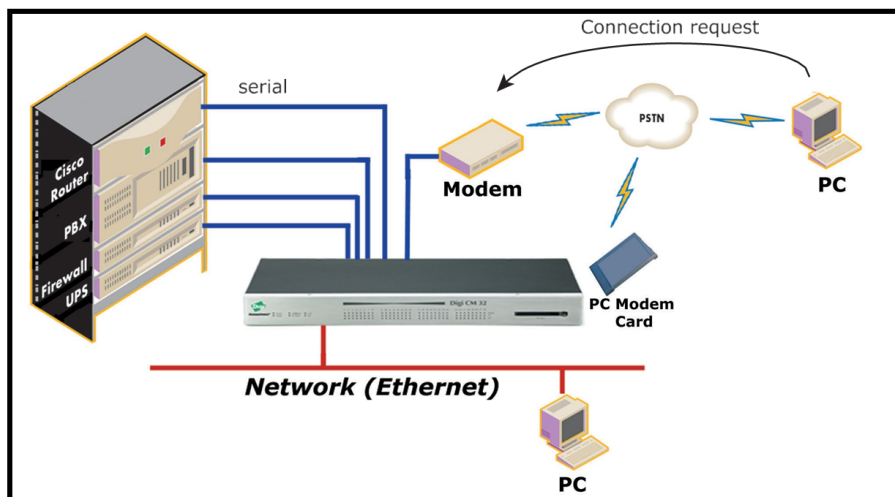 Connection request
serial
PSTN
Cisco
Router
PBX
Firewall
UPS
Modem
PC
Digi CM 32
PC Modem
Card
Network (Ethernet)
PC